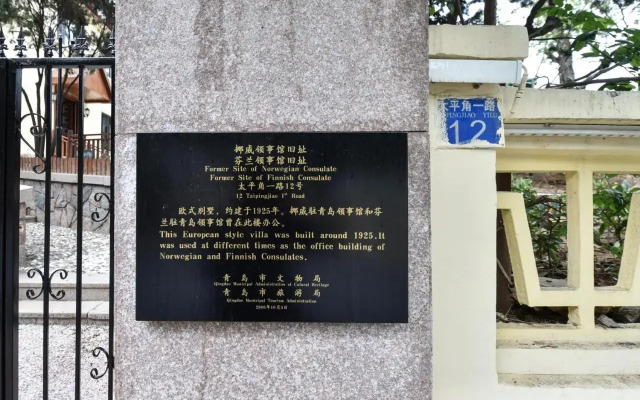 挪威领事馆旧址
芬兰领事馆旧址
Former Site of Norwegian Consulate
Former Site of Finnish Consulate
太平角一路12号
12 Taipingjiao 1st Road
欧式别墅，约建于1925年。挪威驻青岛领事馆和芬
兰驻青岛领事馆曾在此楼办公。
This European style villa was built around 1925.It
was used at different times as the office building of
Norwegian and Finnish Consulates.
青岛市文物局
Qingdao Municipal Administration of Cultural Heritage
青岛市旅游局
Qingdao Municipal Tourism Administration
太平角一路
PINGJIAO YILU
12